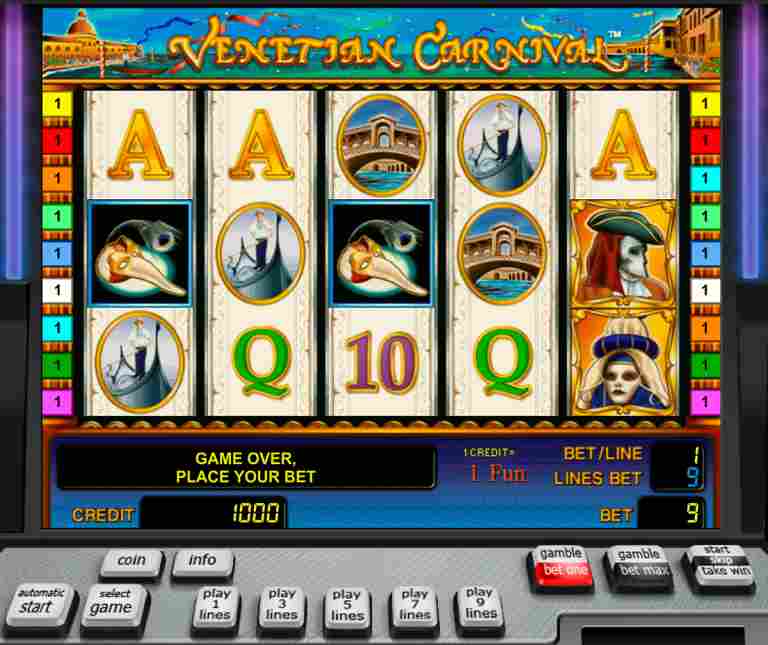 VENETIAN CARNIVAL™
1 1
A A A
1 1
1 1
1 1
1 1
1 1
1 1
Q 10 Q
1 1
1 1
GAME OVER,
PLACE YOUR BET
1 CREDIT=
1 Fun
BET/LINE 1
LINES BET 9
CREDIT 1000
BET 9
coin
info
gamble
bet one
gamble
bet max
start
skip
take win
automatic
start
select
game
play
1
lines
play
3
lines
play
5
lines
play
7
lines
play
9
lines